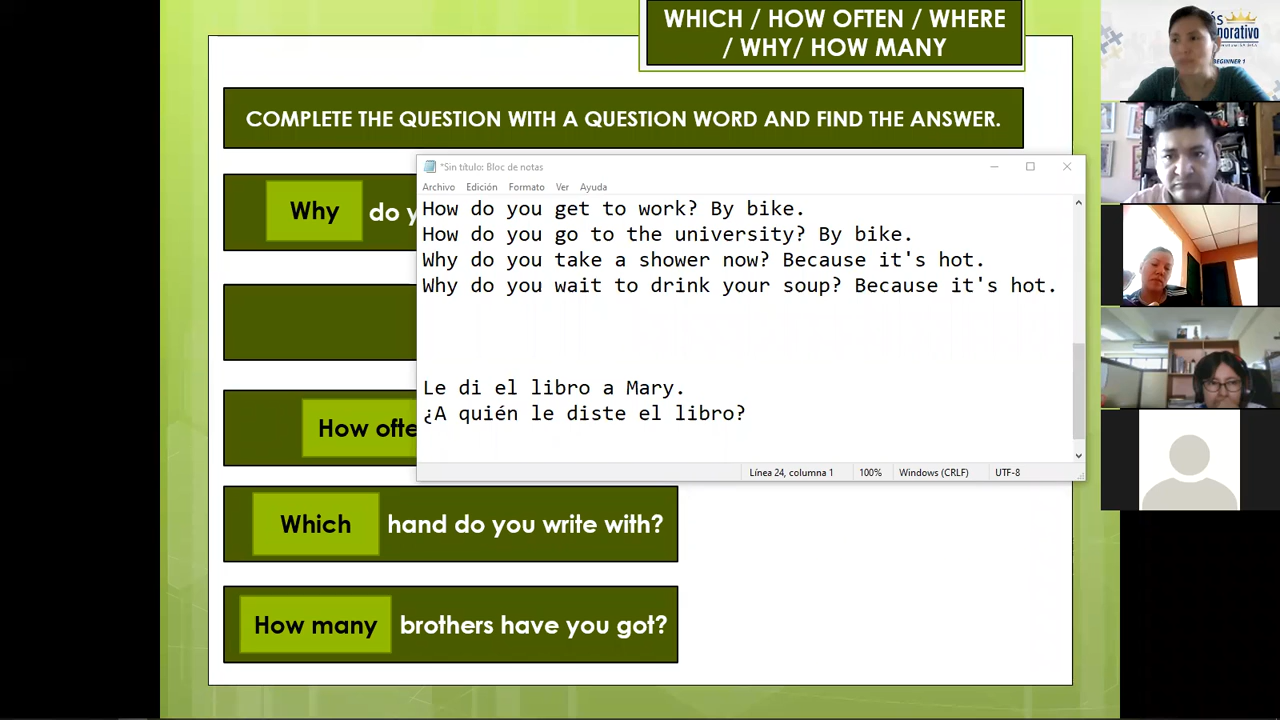 WHICH / HOW OFTEN / WHERE
/ WHY/ HOW MANY
COMPLETE THE QUESTION WITH A QUESTION WORD AND FIND THE ANSWER.
Why do y
*Sin título: Bloc de notas
Archivo Edición Formato Ver Ayuda
How do you get to work? By bike.
How do you go to the university? By bike.
Why do you take a shower now? Because it's hot.
Why do you wait to drink your soup? Because it's hot.
Le di el libro a Mary.
¿A quién le diste el libro?
Línea 24, columna 1 100% Windows (CRLF) UTF-8
How ofte
Which hand do you write with?
How many brothers have you got?
és
porativo
BEGINNER 1